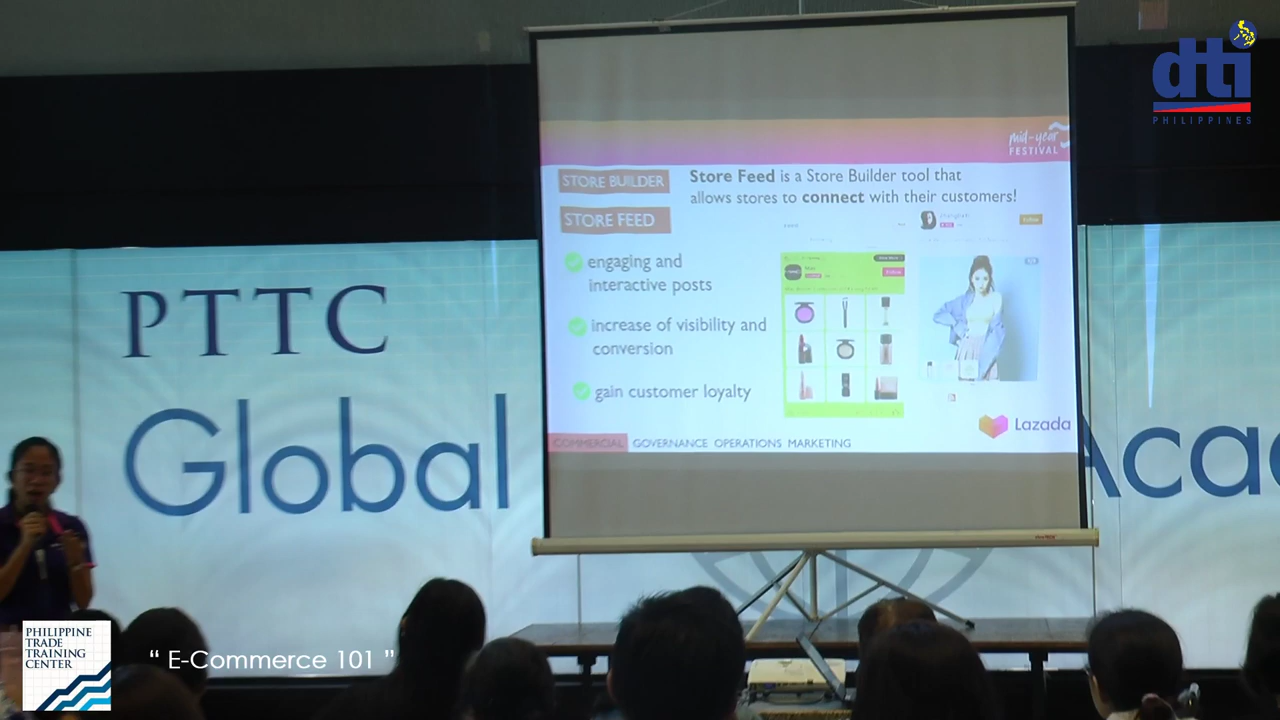 dti
PHILIPPINES
mid-year
FESTIVAL
STORE BUILDER
Store Feed is a Store Builder tool that
allows stores to connect with their customers!
STORE FEED
engaging and
interactive posts
increase of visibility and
conversion
gain customer loyalty
Lazada
COMMERCIAL GOVERNANCE OPERATIONS MARKETING
PTTC
Global Aca
PHILIPPINE
TRADE
TRAINING
CENTER
“ E-Commerce 101 ”